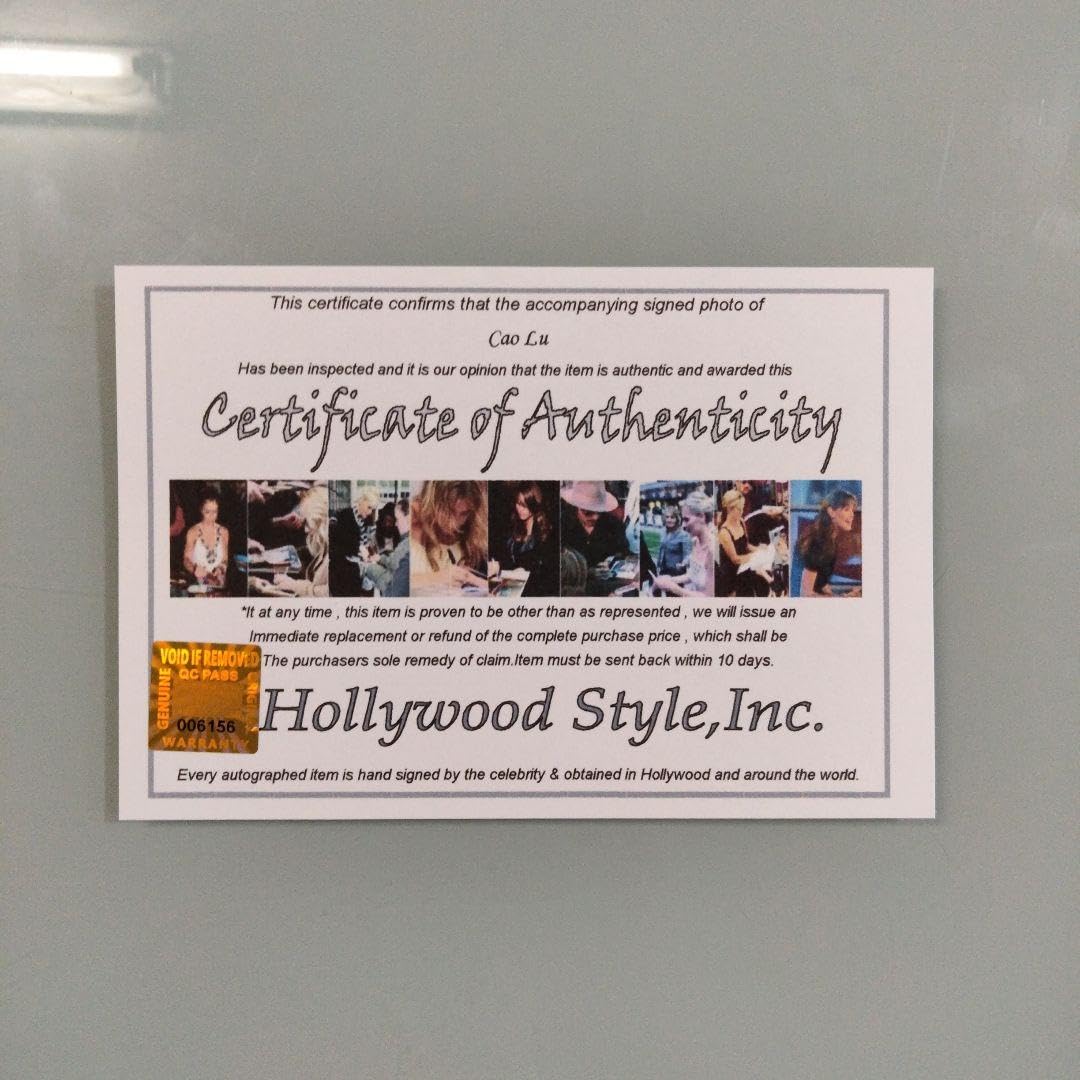 This certificate confirms that the accompanying signed photo of
Cao Lu
Has been inspected and it is our opinion that the item is authentic and awarded this
Certificate of Authenticity
*It at any time , this item is proven to be other than as represented , we will issue an
Immediate replacement or refund of the complete purchase price , which shall be
The purchasers sole remedy of claim.Item must be sent back within 10 days.
VOID IF REMOVED
QC PASS
GENUINE
006156
WARRANTY
Hollywood Style,Inc.
Every autographed item is hand signed by the celebrity & obtained in Hollywood and around the world.